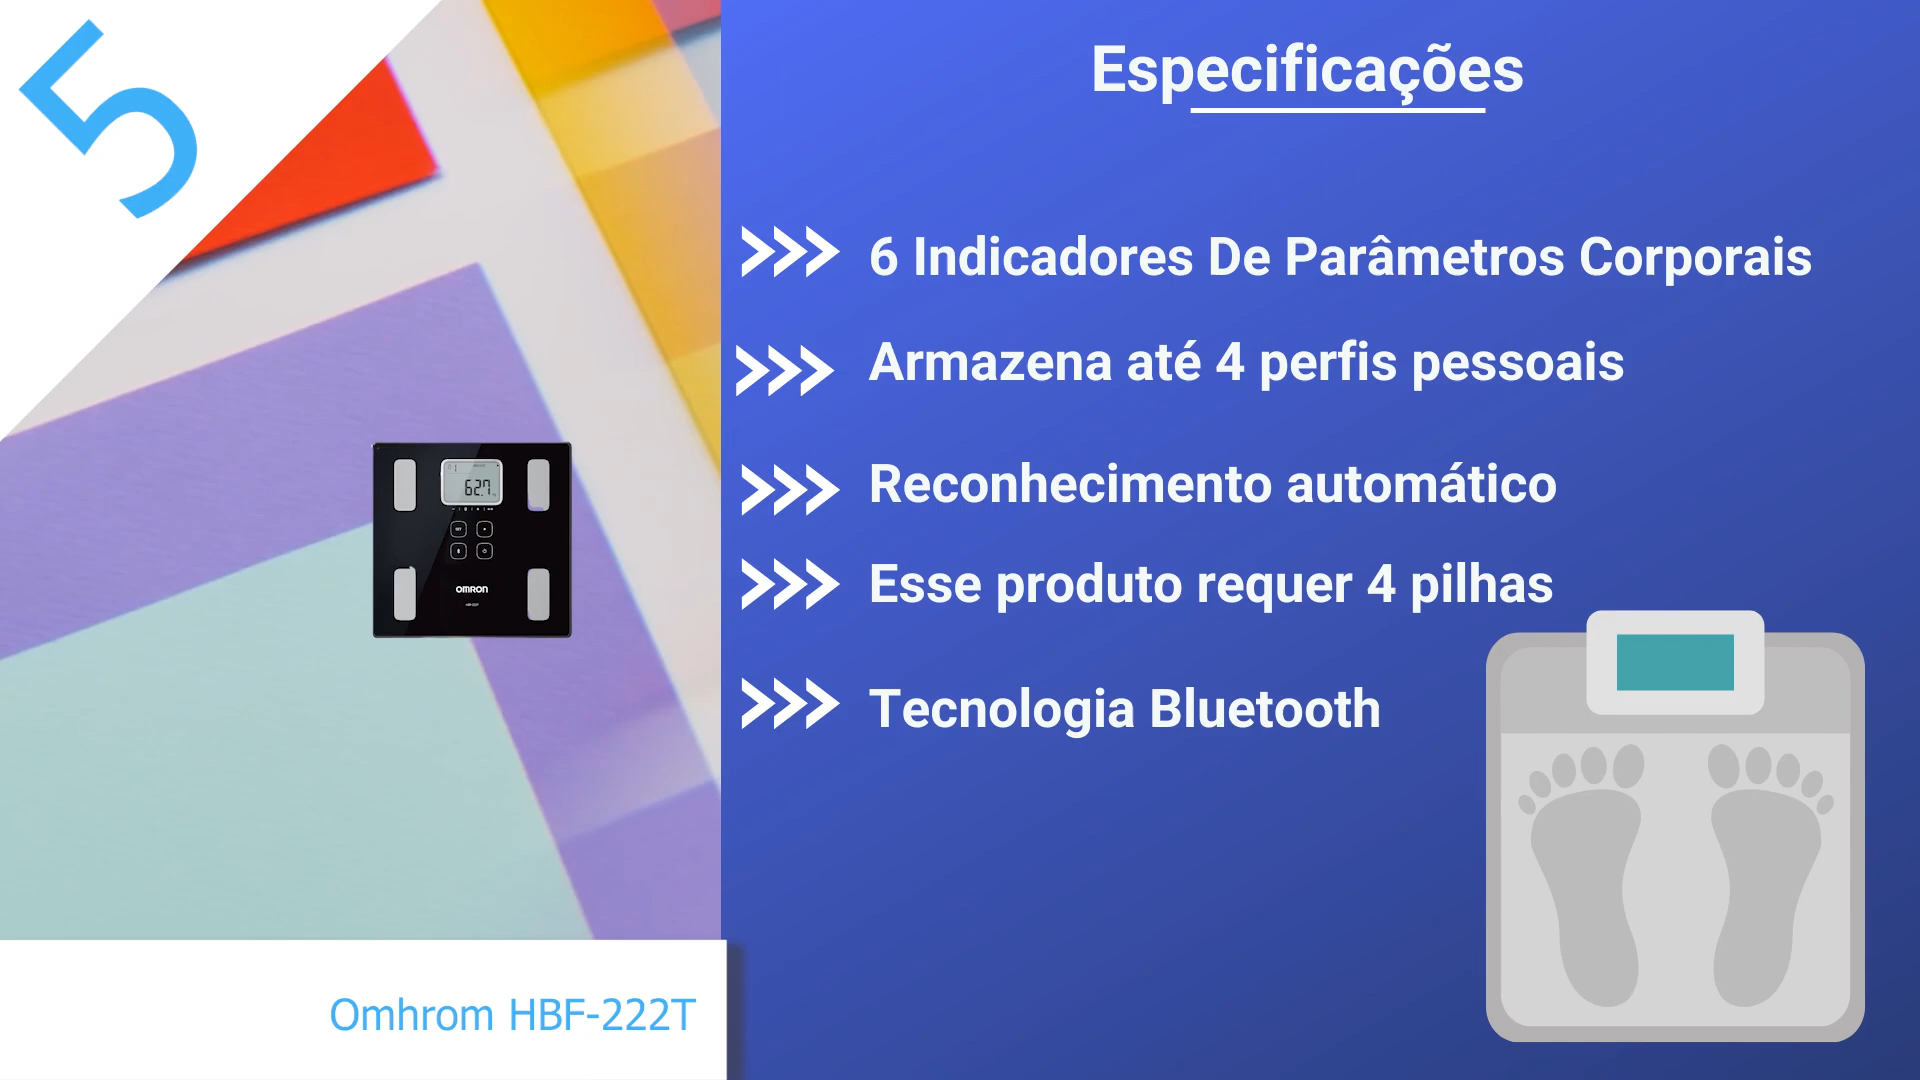 5
Especificações
6 Indicadores De Parâmetros Corporais
Armazena até 4 perfis pessoais
Reconhecimento automático
Esse produto requer 4 pilhas
Tecnologia Bluetooth
62.7
OMRON
Omhrom HBF-222T